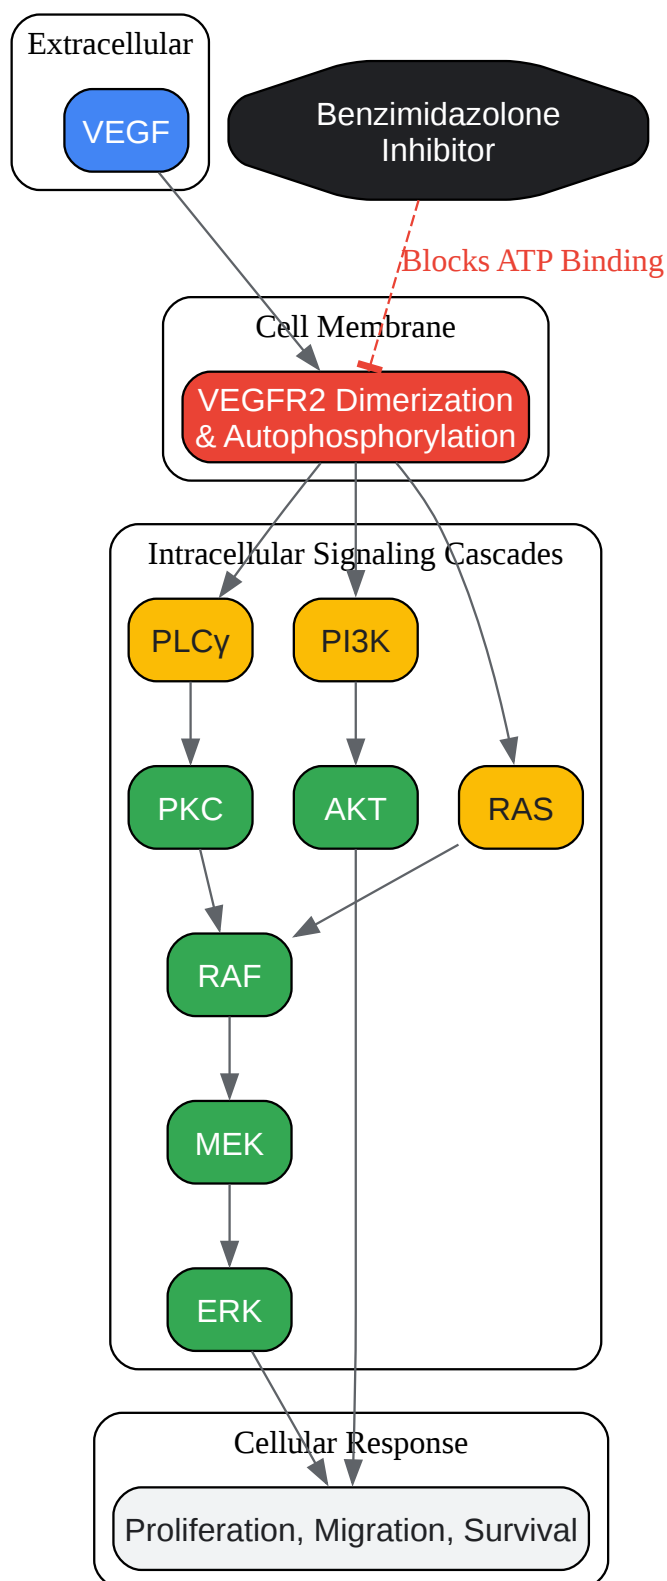 Extracellular
VEGF
Benzimidazolone
Inhibitor
Blocks ATP Binding
Cell Membrane
VEGFR2 Dimerization
& Autophosphorylation
Intracellular Signaling Cascades
PLCγ
PI3K
PKC
AKT
RAS
RAF
MEK
ERK
Cellular Response
Proliferation, Migration, Survival